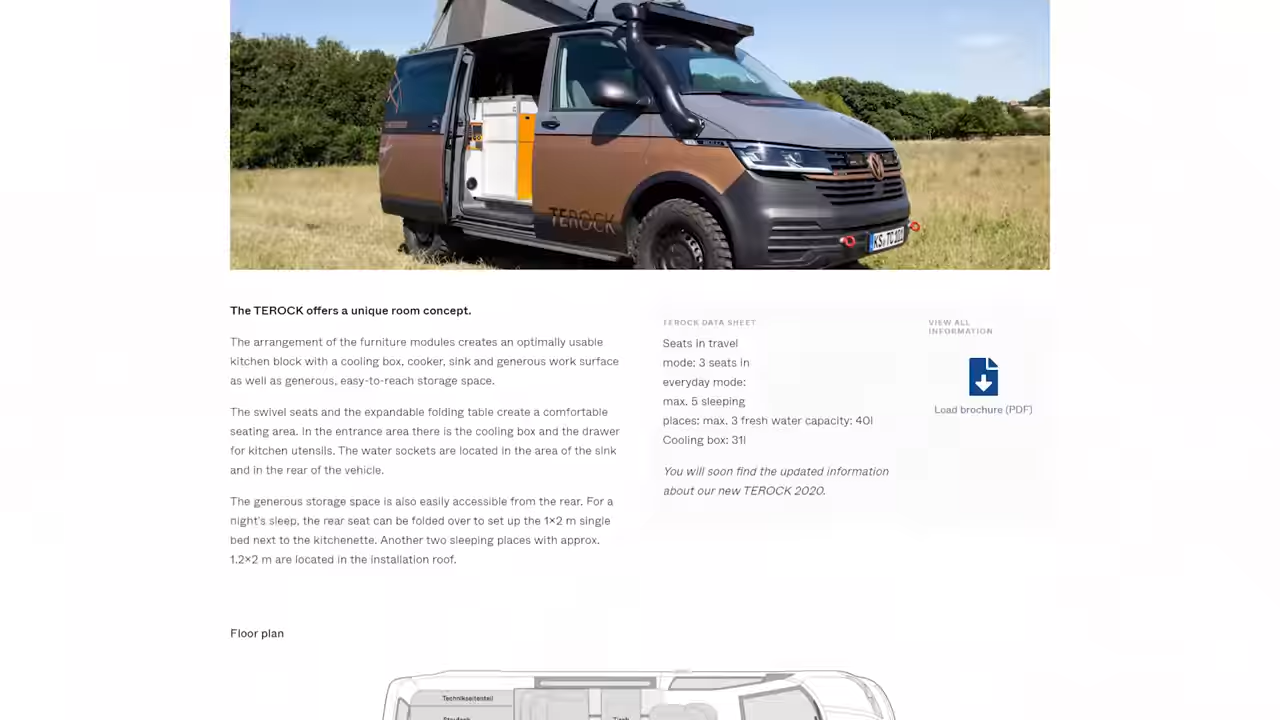 TEROCK
KS TC 101
The TEROCK offers a unique room concept.
The arrangement of the furniture modules creates an optimally usable
kitchen block with a cooling box, cooker, sink and generous work surface
as well as generous, easy-to-reach storage space.
The swivel seats and the expandable folding table create a comfortable
seating area. In the entrance area there is the cooling box and the drawer
for kitchen utensils. The water sockets are located in the area of the sink
and in the rear of the vehicle.
The generous storage space is also easily accessible from the rear. For a
night's sleep, the rear seat can be folded over to set up the 1×2 m single
bed next to the kitchenette. Another two sleeping places with approx.
1.2×2 m are located in the installation roof.
TEROCK DATA SHEET
Seats in travel
mode: 3 seats in
everyday mode:
max. 5 sleeping
places: max. 3 fresh water capacity: 40l
Cooling box: 31l
You will soon find the updated information
about our new TEROCK 2020.
VIEW ALL
INFORMATION
Load brochure (PDF)
Floor plan
Technikseitenteil